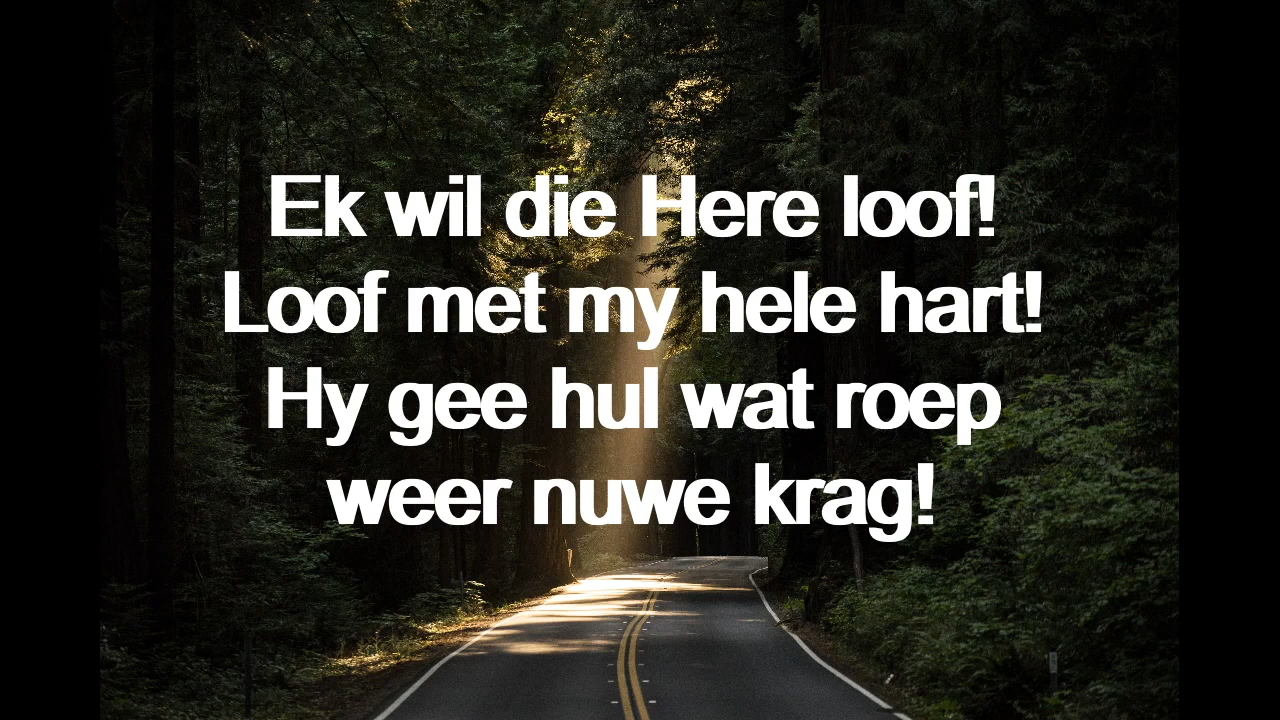 Ek wil die Here loof!
Loof met my hele hart!
Hy gee hul wat roep
weer nuwe krag!